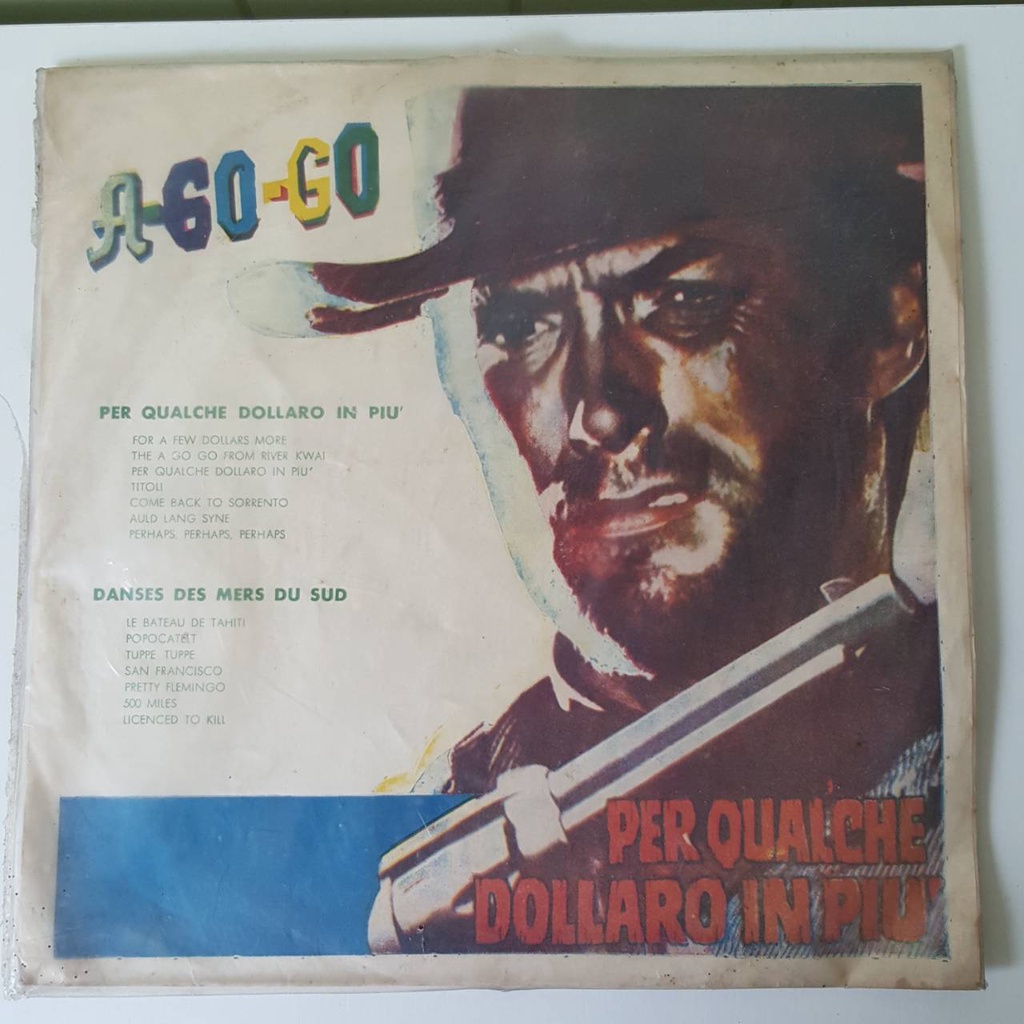 A-GO-GO
PER QUALCHE DOLLARO IN PIU'
FOR A FEW DOLLARS MORE
THE A GO GO FROM RIVER KWAI
PER QUALCHE DOLLARO IN PIU'
TITOLI
COME BACK TO SORRENTO
AULD LANG SYNE
PERHAPS, PERHAPS, PERHAPS
DANSES DES MERS DU SUD
LE BATEAU DE TAHITI
POPOCATELT
TUPPE TUPPE
SAN FRANCISCO
PRETTY FLEMINGO
500 MILES
LICENCED TO KILL
PER QUALCHE
DOLLARO IN PIU'